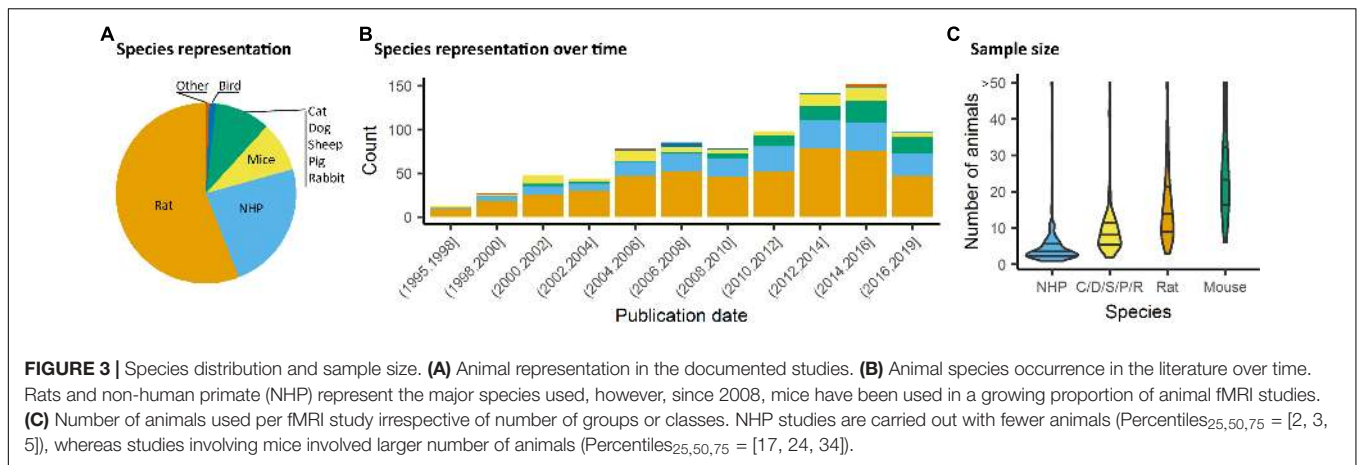 A
Species representation
Other
Bird
Cat
Dog
Sheep
Pig
Rabbit
Mice
NHP
Rat
B
Species representation over time
Count
150
100
50
0
(1995.1998]
(1998.2000]
(2000.2002]
(2002.2004]
(2004.2006]
(2006.2008]
(2008.2010]
(2010.2012]
(2012.2014]
(2014.2016]
(2016.2019]
Publication date
C
Sample size
Number of animals
>50
40
30
20
10
0
NHP C/D/S/P/R Rat Mouse
Species
FIGURE 3 | Species distribution and sample size. (A) Animal representation in the documented studies. (B) Animal species occurrence in the literature over time.
Rats and non-human primate (NHP) represent the major species used, however, since 2008, mice have been used in a growing proportion of animal fMRI studies.
(C) Number of animals used per fMRI study irrespective of number of groups or classes. NHP studies are carried out with fewer animals (Percentiles25,50,75 = [2, 3,
5]), whereas studies involving mice involved larger number of animals (Percentiles25,50,75 = [17, 24, 34]).